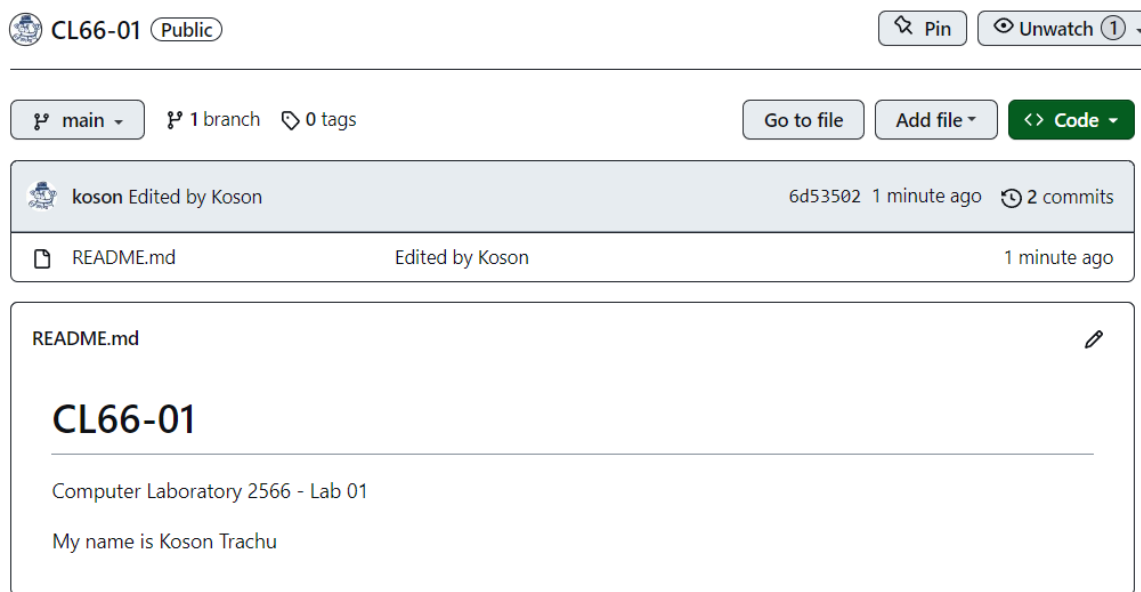 CL66-01 Public Pin Unwatch 1
main 1 branch 0 tags Go to file Add file Code
koson Edited by Koson 6d53502 1 minute ago 2 commits
README.md Edited by Koson 1 minute ago
README.md
CL66-01
Computer Laboratory 2566 - Lab 01
My name is Koson Trachu